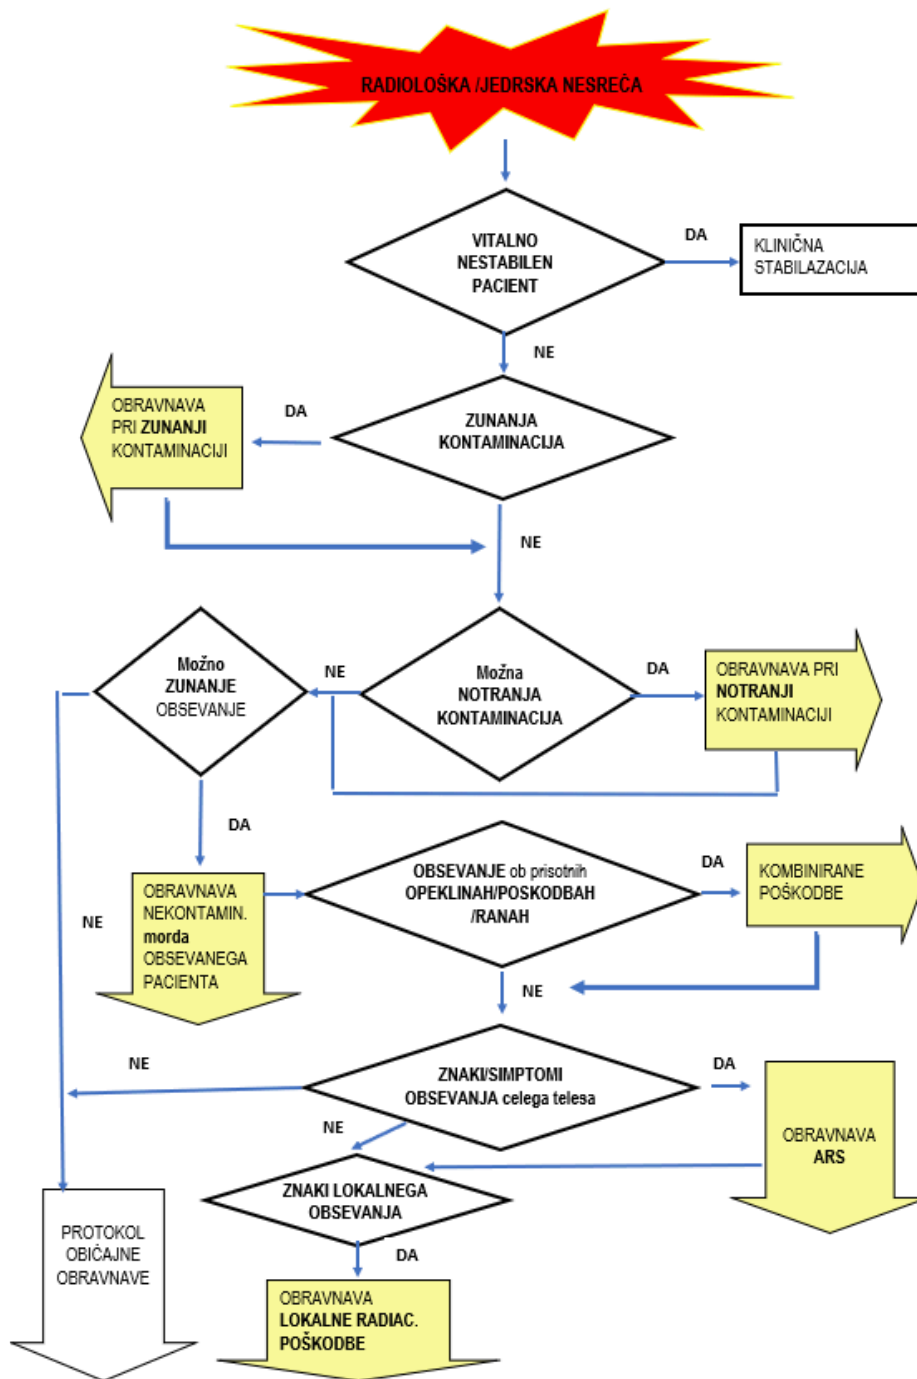 RADIOLOŠKA /JEDRSKA NESREČA
VITALNO
NESTABILEN
PACIENT
DA
KLINIČNA
STABILAZACIJA
NE
ZUNANJA
KONTAMINACIJA
DA
OBRAVNAVA
PRI ZUNANJI
KONTAMINACIJI
NE
Možna
NOTRANJA
KONTAMINACIJA
DA
OBRAVNAVA PRI
NOTRANJI
KONTAMINACIJI
NE
Možno
ZUNANJE
OBSEVANJE
DA
NE
OBRAVNAVA
NEKONTAMIN.
morda
OBSEVANEGA
PACIENTA
OBSEVANJE ob prisotnih
OPEKLINAH/POSKODBAH
/RANAH
DA
KOMBINIRANE
POŠKODBE
NE
ZNAKI/SIMPTOMI
OBSEVANJA celega telesa
NE
DA
OBRAVNAVA
ARS
NE
ZNAKI LOKALNEGA
OBSEVANJA
DA
PROTOKOL
OBIČAJNE
OBRAVNAVE
OBRAVNAVA
LOKALNE RADIAC.
POŠKODBE